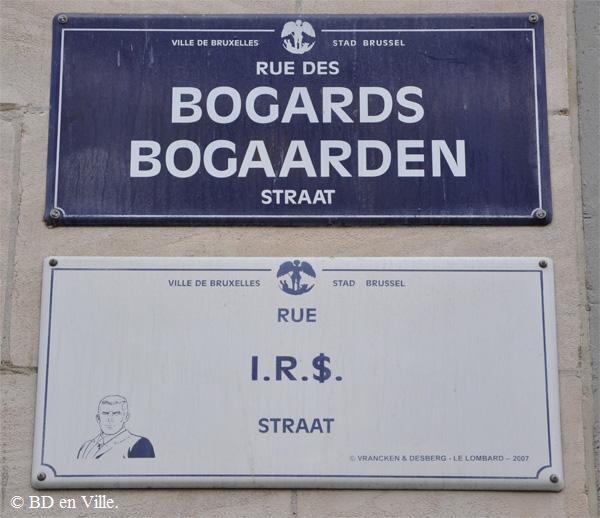 VILLE DE BRUXELLES STAD BRUSSEL
RUE DES
BOGARDS
BOGAARDEN
STRAAT
VILLE DE BRUXELLES STAD BRUSSEL
RUE
I.R.$.
STRAAT
© VRANCKEN & DESBERG - LE LOMBARD – 2007
© BD en Ville.